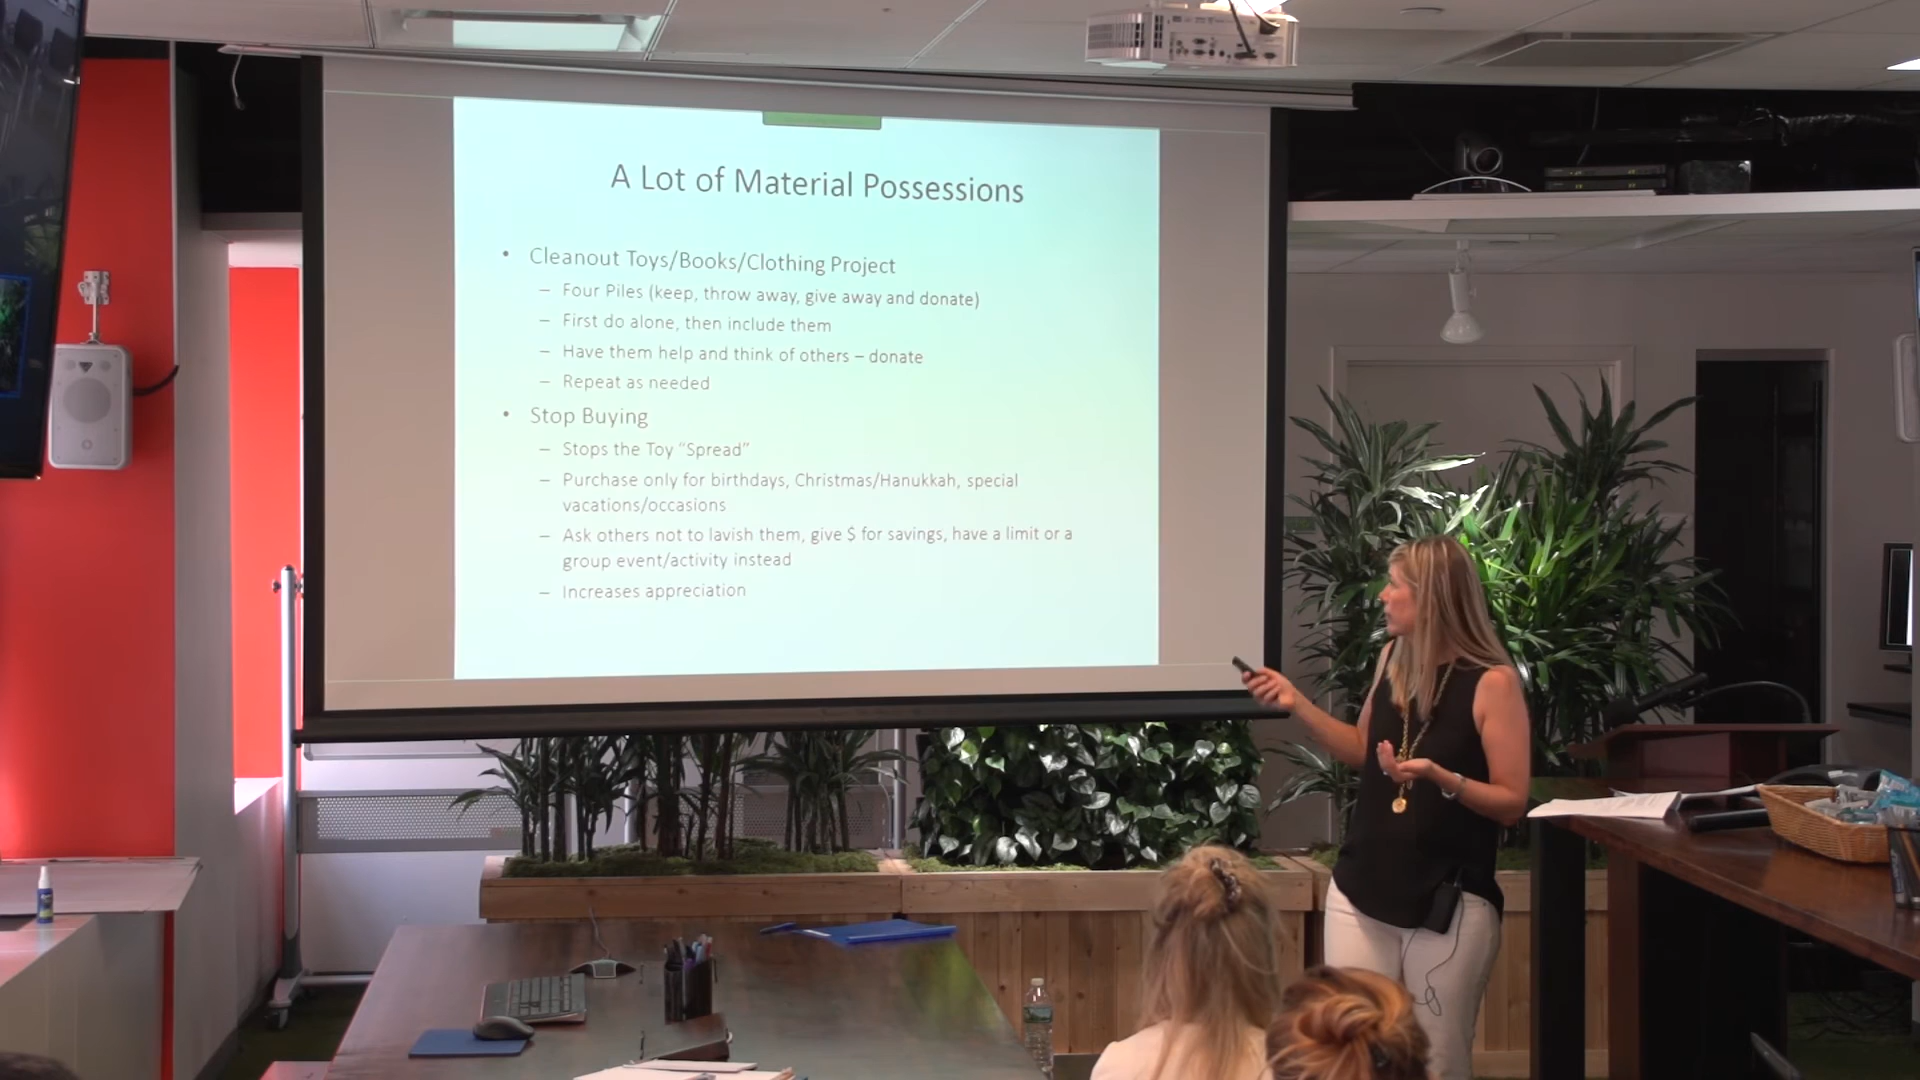 A Lot of Material Possessions
• Cleanout Toys/Books/Clothing Project
– Four Piles (keep, throw away, give away and donate)
– First do alone, then include them
– Have them help and think of others – donate
– Repeat as needed
• Stop Buying
– Stops the Toy “Spread”
– Purchase only for birthdays, Christmas/Hanukkah, special
vacations/occasions
– Ask others not to lavish them, give $ for savings, have a limit or a
group event/activity instead
– Increases appreciation